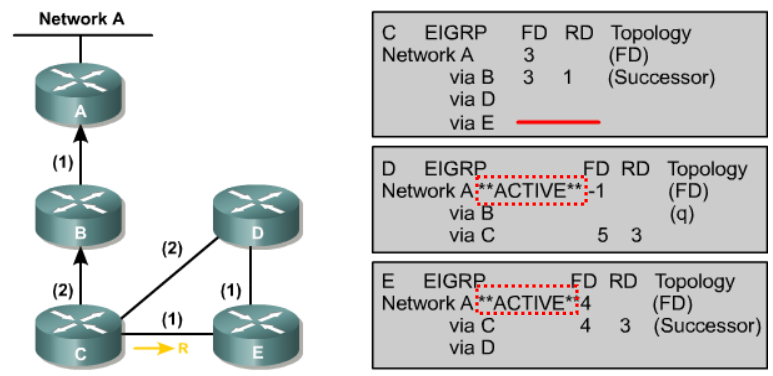 Network A
A
(1)
B
D
(2)
(2)
(1)
(1)
C
E
R
C EIGRP FD RD Topology
Network A 3 (FD)
via B 3 1 (Successor)
via D
via E
D EIGRP FD RD Topology
Network A **ACTIVE** -1 (FD)
via B (q)
via C 5 3
E EIGRP FD RD Topology
Network A **ACTIVE** 4 (FD)
via C 4 3 (Successor)
via D